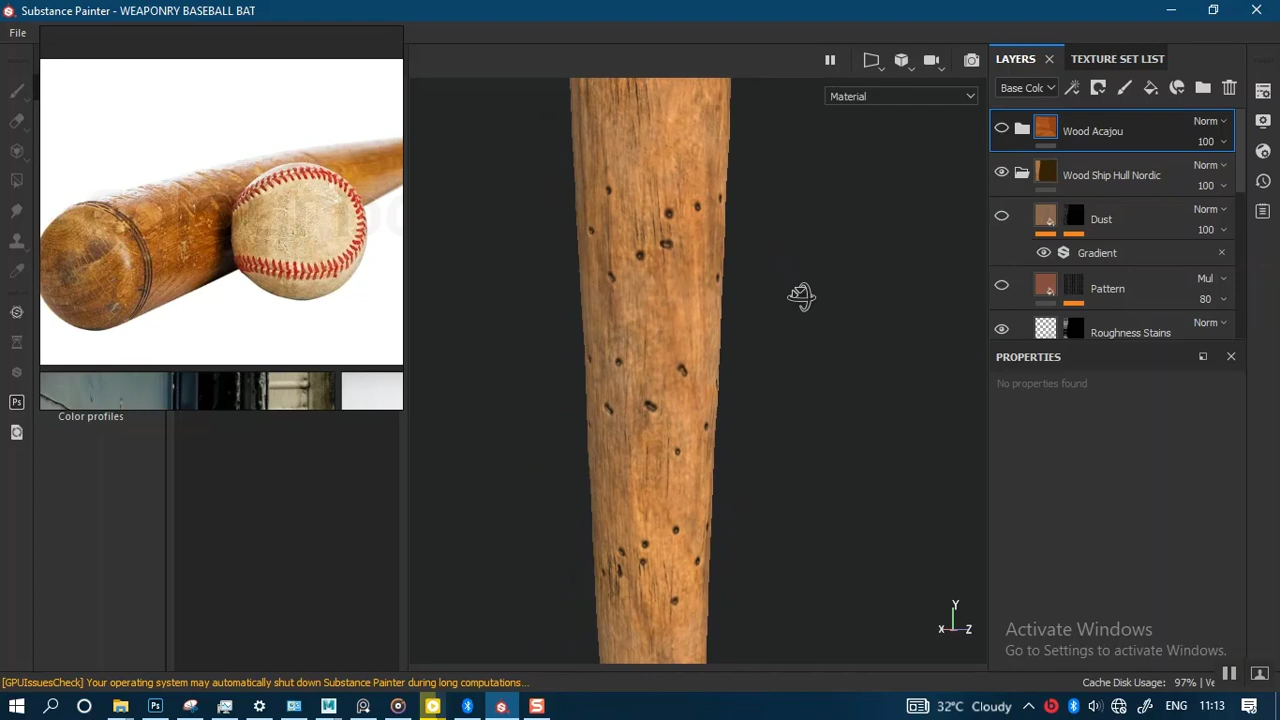 Substance Painter - WEAPONRY BASEBALL BAT
File
LAYERS
TEXTURE SET LIST
Material
Wood Acajou
Norm
100
Wood Ship Hull Nordic
Norm
100
Dust
Norm
100
Gradient
Pattern
Mul
80
Roughness Stains
Norm
PROPERTIES
No properties found
Color profiles
Y
X
Z
Activate Windows
Go to Settings to activate Windows.
[GPUIssuesCheck] Your operating system may automatically shut down Substance Painter during long computations...
Cache Disk Usage: 97% | Ve
Ps
Ps
M
S
32°C Cloudy
ENG
11:13